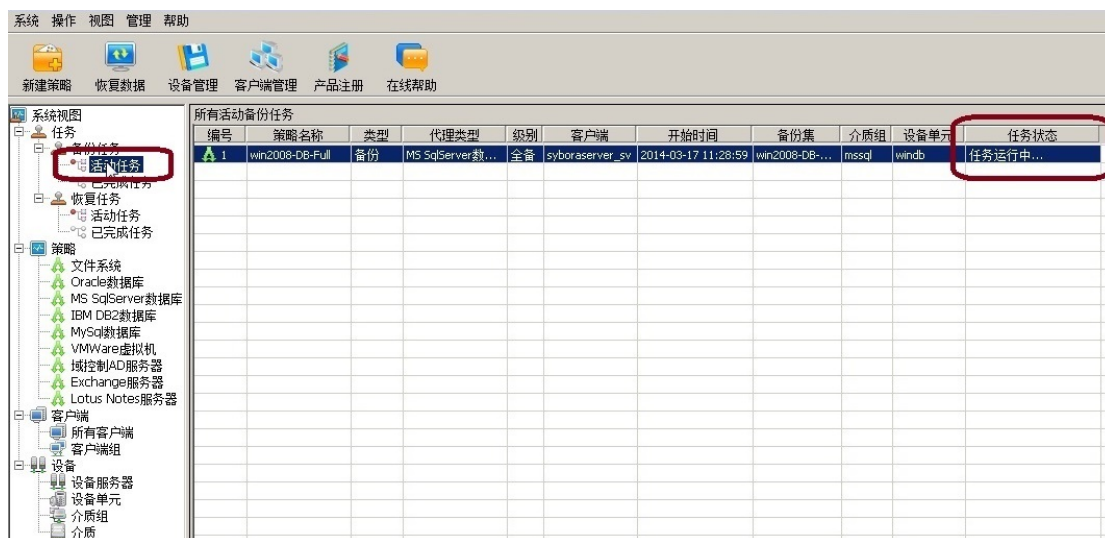 系统 操作 视图 管理 帮助
新建策略 恢复数据 设备管理 客户端管理 产品注册 在线帮助
系统视图
任务
备份任务
活动任务
已完成任务
恢复任务
活动任务
已完成任务
策略
文件系统
Oracle数据库
MS SqlServer数据库
IBM DB2数据库
MySql数据库
VMWare虚拟机
域控制AD服务器
Exchange服务器
Lotus Notes服务器
客户端
所有客户端
客户端组
设备
设备服务器
设备单元
介质组
介质
所有活动备份任务
编号 策略名称 类型 代理类型 级别 客户端 开始时间 备份集 介质组 设备单元 任务状态
1 win2008-DB-Full 备份 MS SqlServer数... 全备 syboraserver_sv 2014-03-17 11:28:59 win2008-DB-... mssql windb 任务运行中...